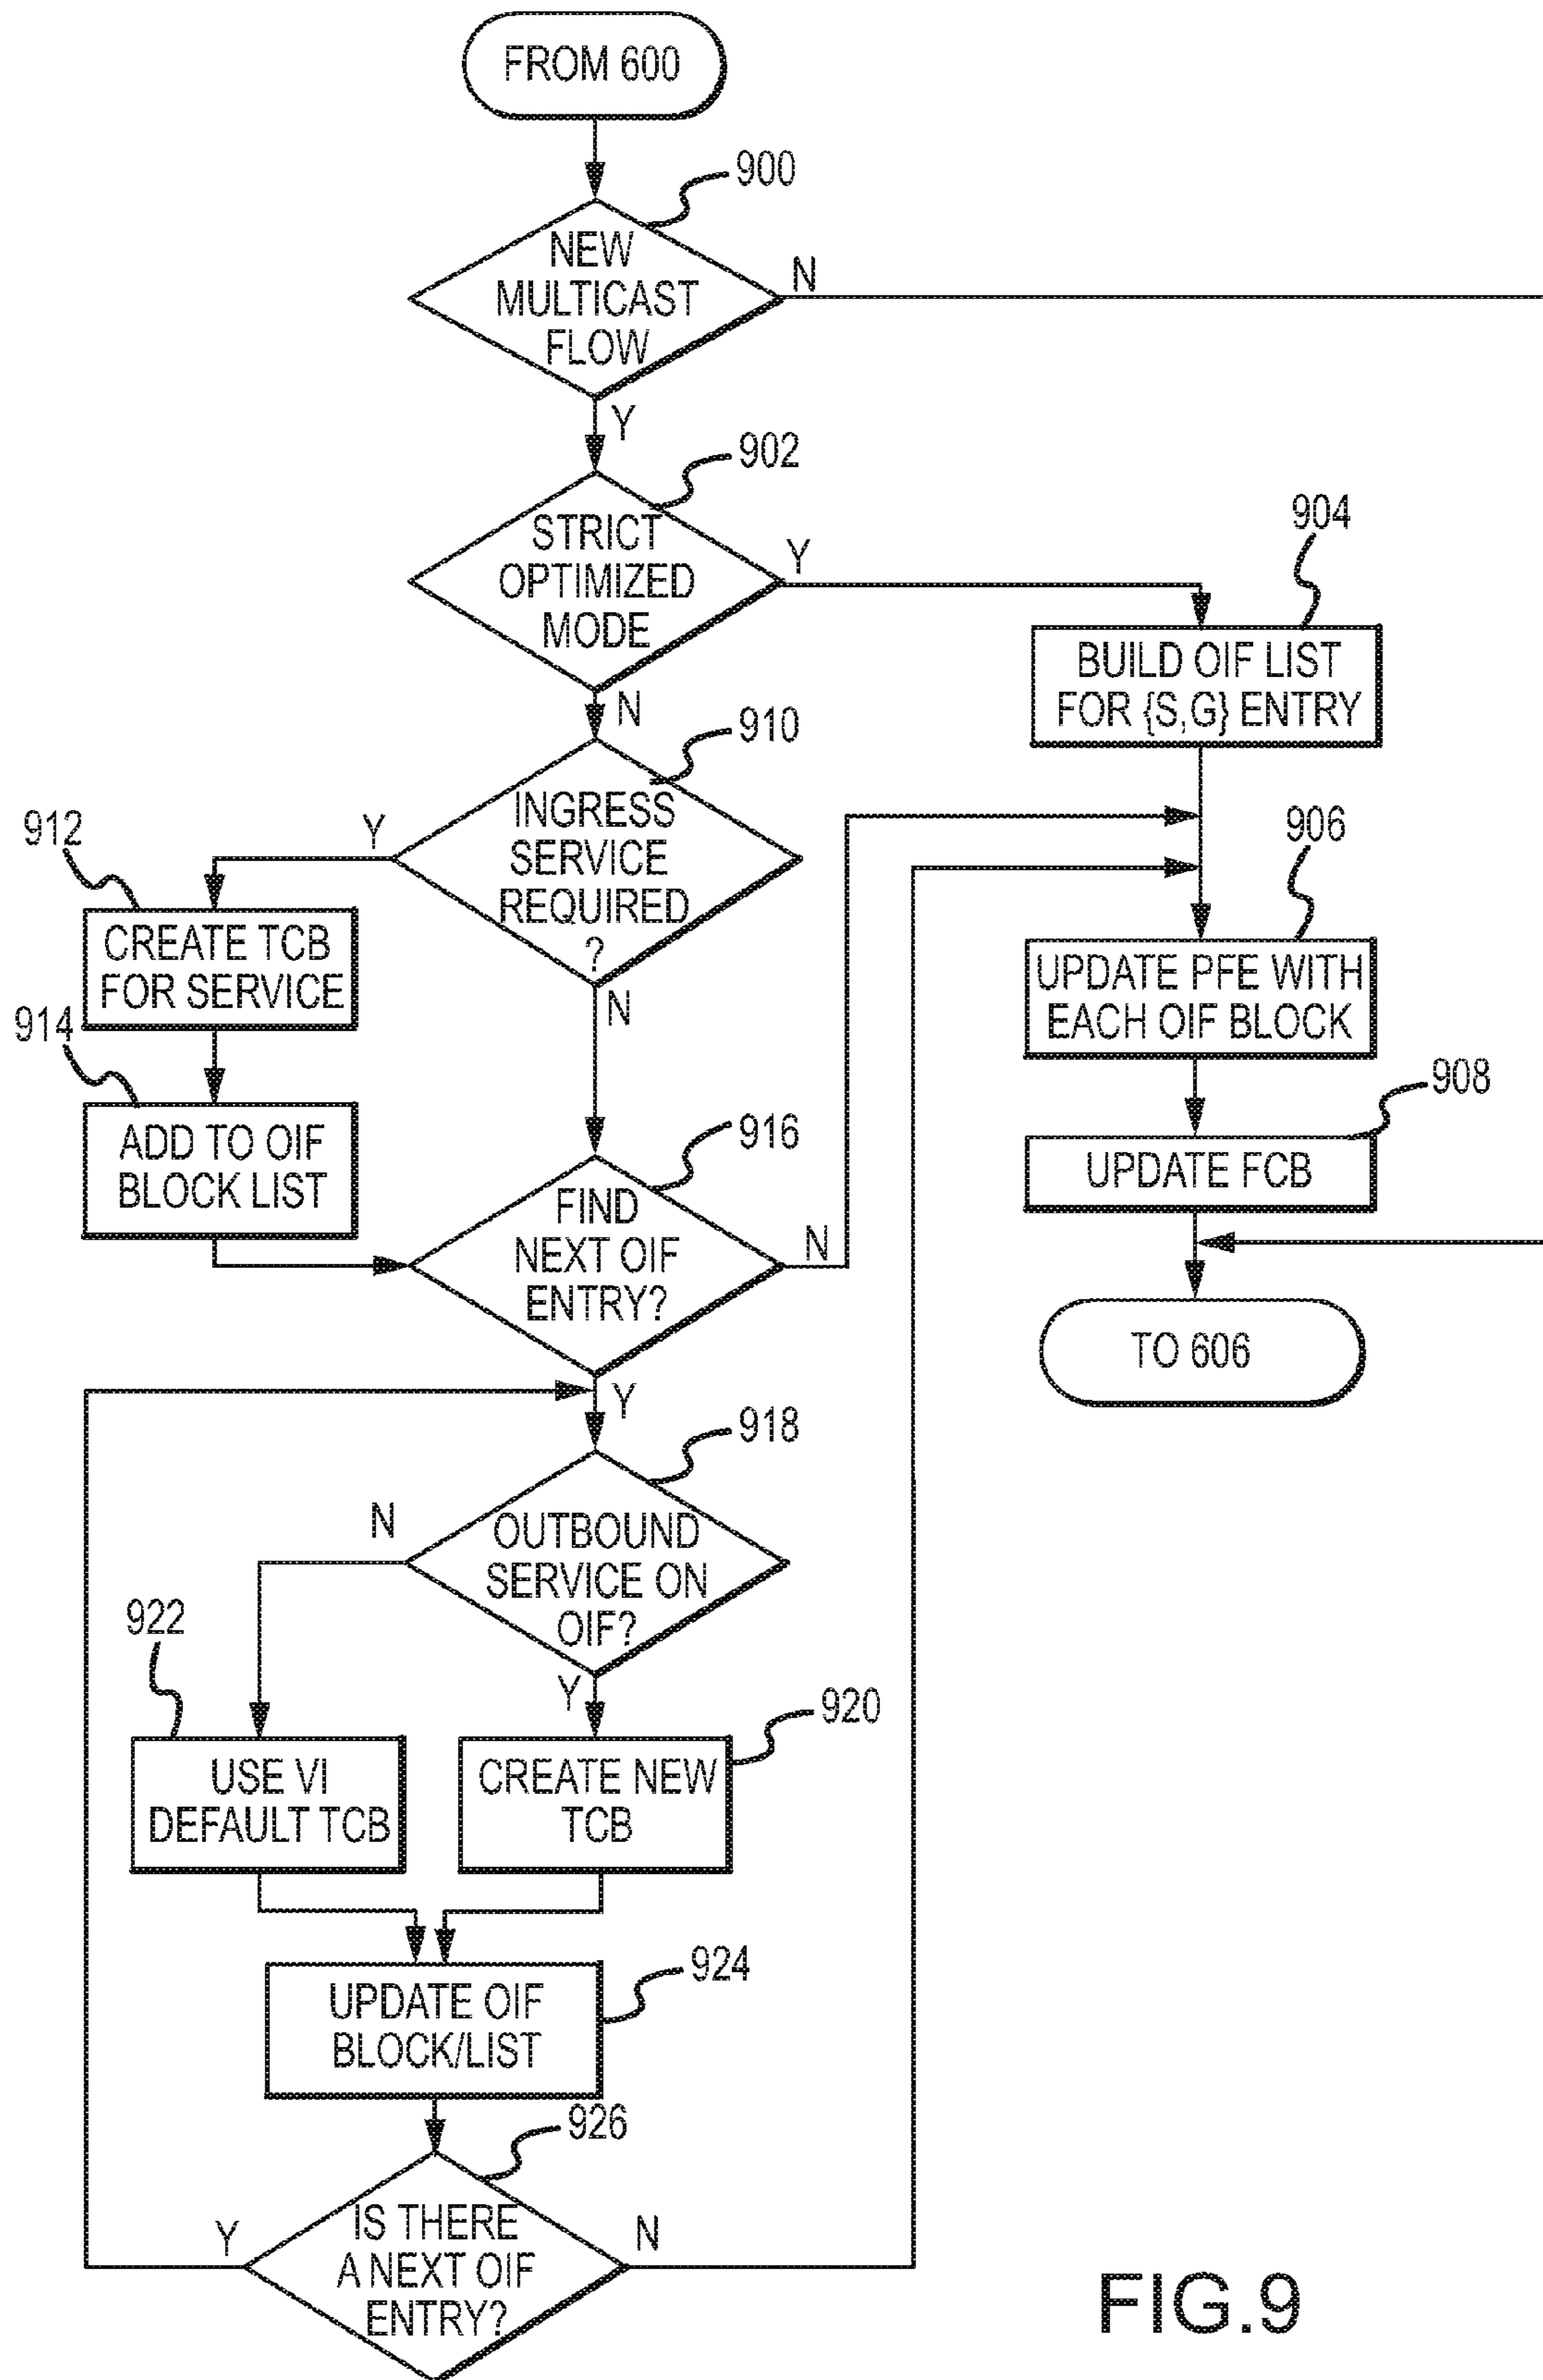 FROM 600
900
NEW
MULTICAST
FLOW
N
Y
902
STRICT
OPTIMIZED
MODE
Y
N
904
BUILD OIF LIST
FOR {S,G} ENTRY
910
INGRESS
SERVICE
REQUIRED
?
Y
N
912
CREATE TCB
FOR SERVICE
914
ADD TO OIF
BLOCK LIST
906
UPDATE PFE WITH
EACH OIF BLOCK
908
UPDATE FCB
TO 606
916
FIND
NEXT OIF
ENTRY?
N
Y
918
OUTBOUND
SERVICE ON
OIF?
N
Y
922
USE VI
DEFAULT TCB
920
CREATE NEW
TCB
924
UPDATE OIF
BLOCK/LIST
926
IS THERE
A NEXT OIF
ENTRY?
Y
N
FIG.9